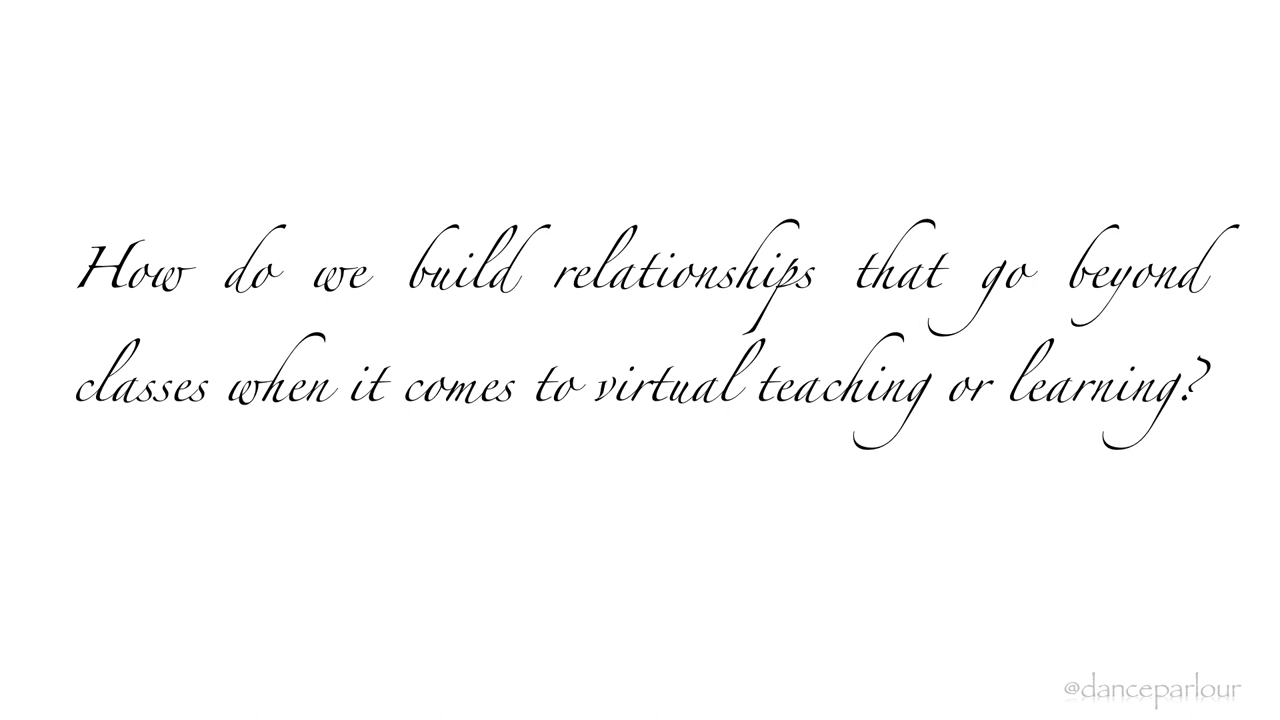 How do we build relationships that go beyond
classes when it comes to virtual teaching or learning?
@danceparlour